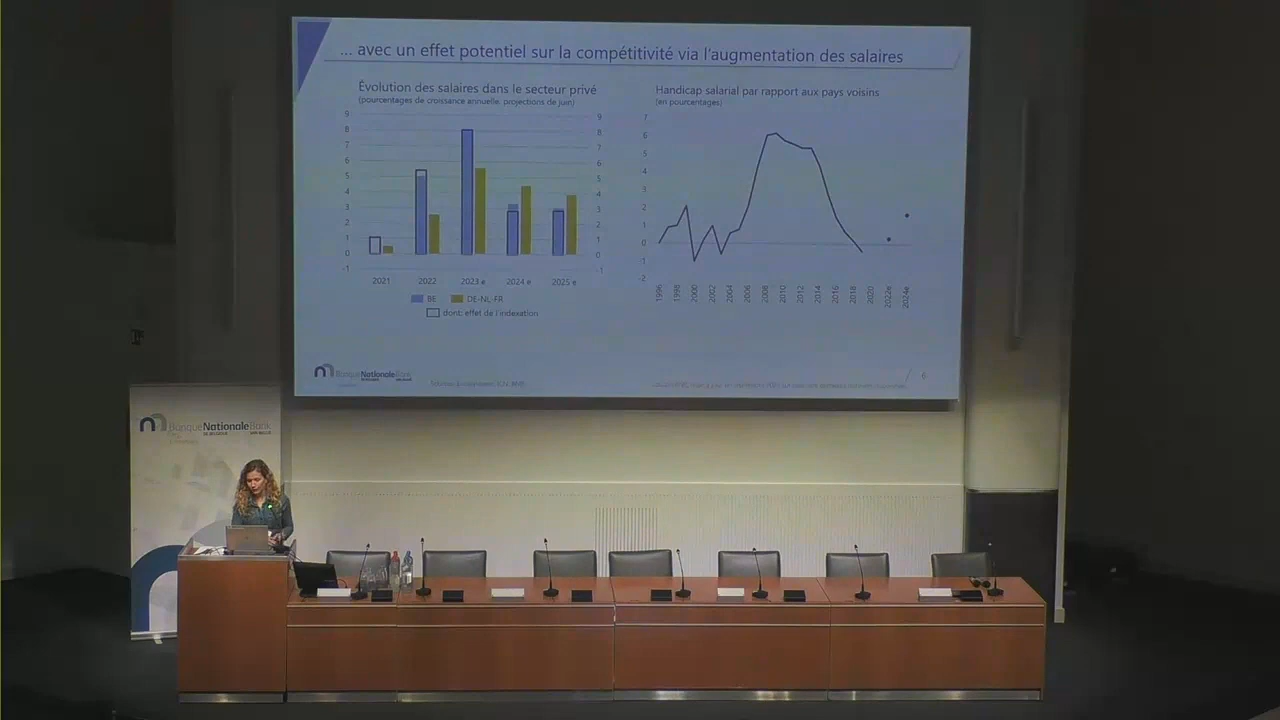 ... avec un effet potentiel sur la compétitivité via l'augmentation des salaires
Évolution des salaires dans le secteur privé
(pourcentages de croissance annuelle, projections de juin)
9 9
8 8
7 7
6 6
5 5
4 4
3 3
2 2
1 1
0 0
-1 -1
2021 2022 2023 e 2024 e 2025 e
BE DE-NL-FR
dont: effet de l'indexation
Handicap salarial par rapport aux pays voisins
(en pourcentages)
7
6
5
4
3
2
1
0
-1
-2
1996 1998 2000 2002 2004 2006 2008 2010 2012 2014 2016 2018 2020 2022e 2024e
BanqueNationaleBank
6
BanqueNationaleBank
DE BELGIQUE